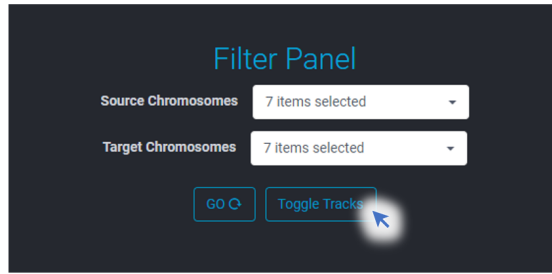 Filter Panel
Source Chromosomes 7 items selected
Target Chromosomes 7 items selected
GO Toggle Tracks